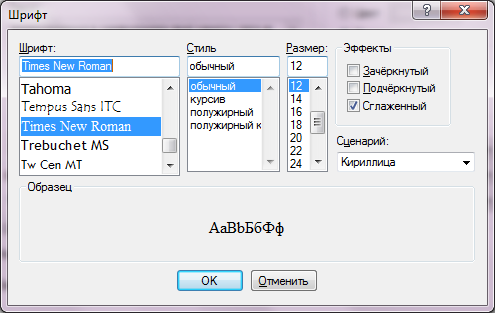 Шрифт
Шрифт:
Times New Roman
Tahoma
Tempus Sans ITC
Times New Roman
Trebuchet MS
Tw Cen MT
Стиль
обычный
обычный
курсив
полужирный
полужирный к
Размер:
12
12
14
16
18
20
22
24
Эффекты
Зачёркнутый
Подчёркнутый
Сглаженный
Сценарий:
Кириллица
Образец
АаBbБбФф
OK
Отменить